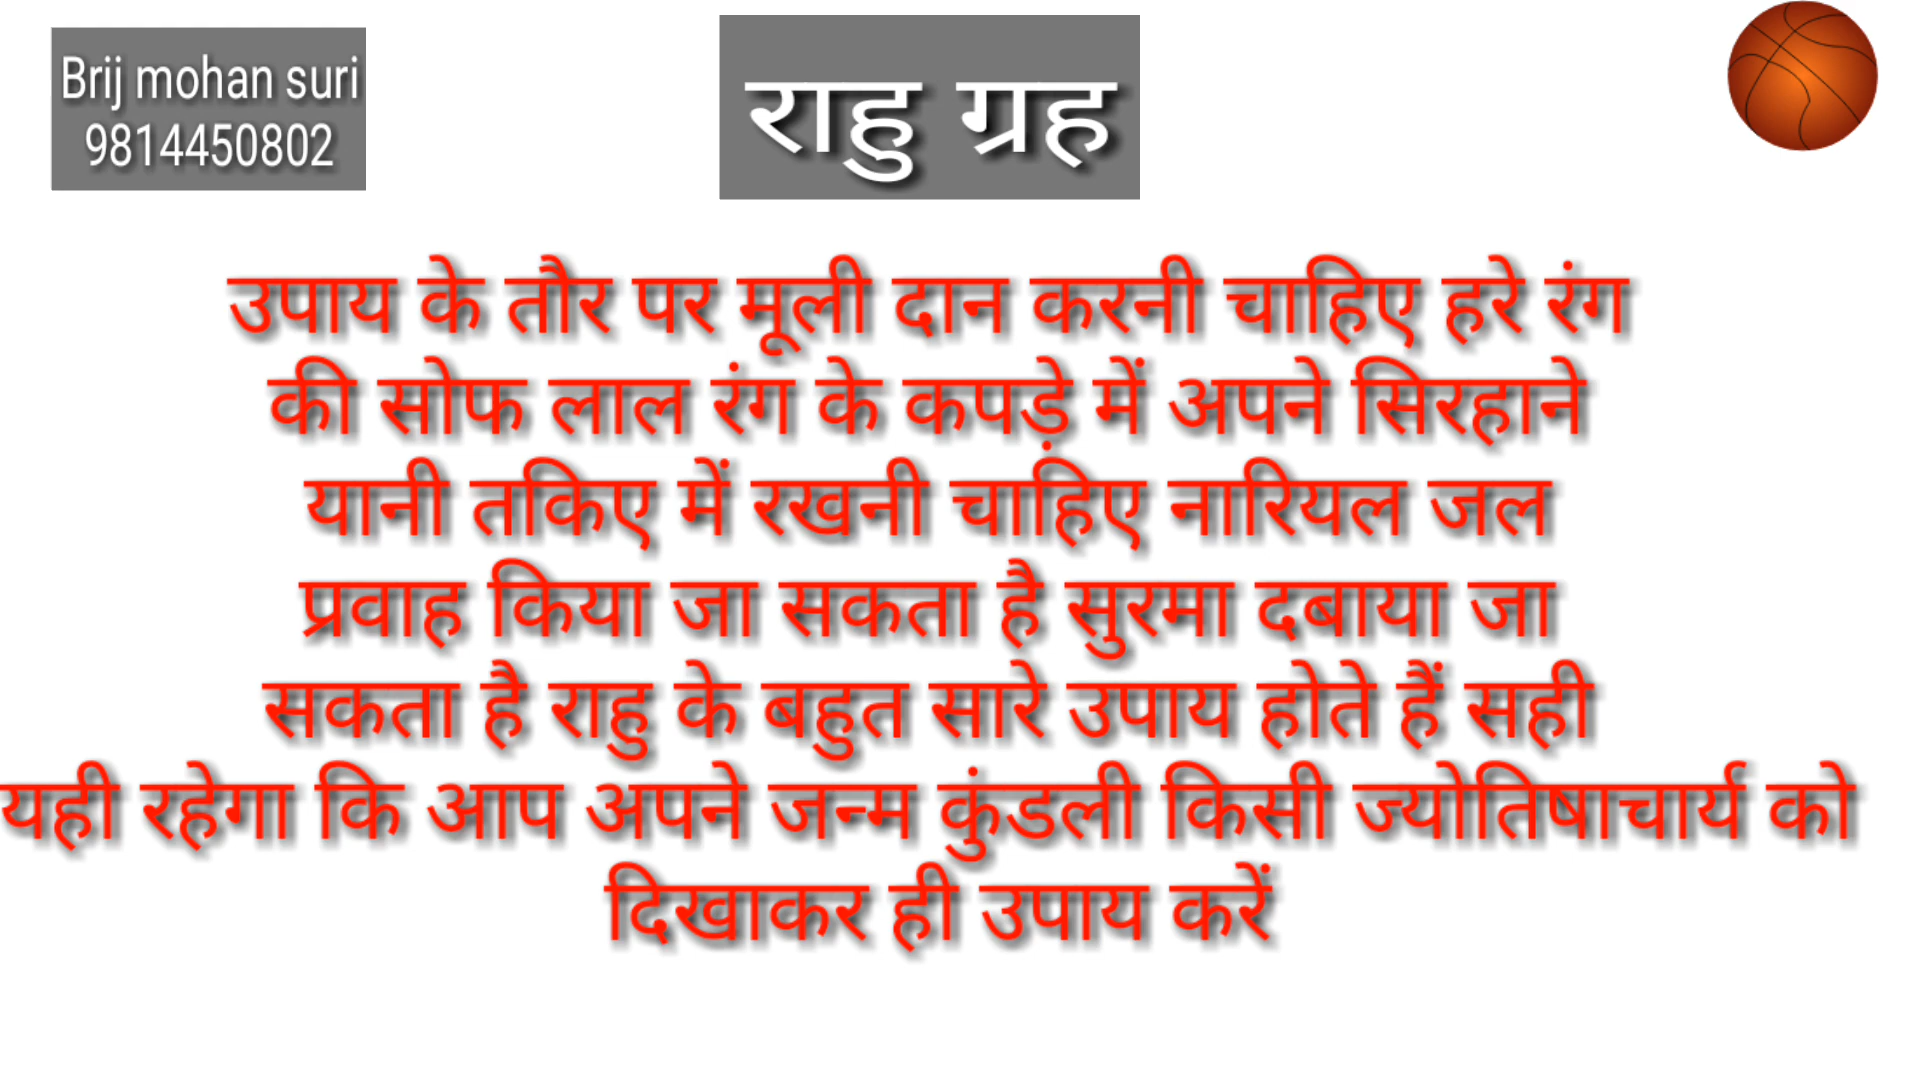 Brij mohan suri
9814450802
राहु ग्रह
उपाय के तौर पर मूली दान करनी चाहिए हरे रंग
की सोफ लाल रंग के कपड़े में अपने सिरहाने
यानी तकिए में रखनी चाहिए नारियल जल
प्रवाह किया जा सकता है सुरमा दबाया जा
सकता है राहु के बहुत सारे उपाय होते हैं सही
यही रहेगा कि आप अपने जन्म कुंडली किसी ज्योतिषाचार्य को
दिखाकर ही उपाय करें